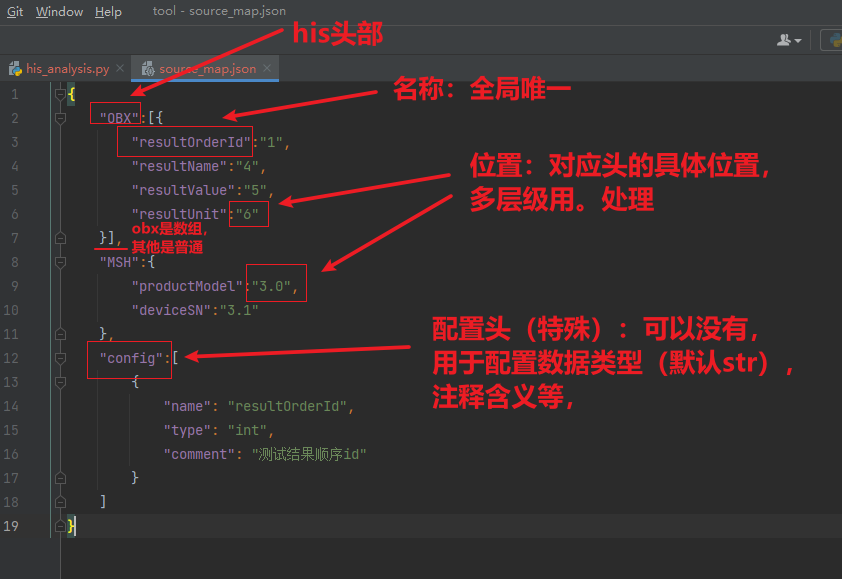 Git Window Help tool - source_map.json
his头部
his_analysis.py source_map.json
名称：全局唯一
位置：对应头的具体位置，
多层级用。处理
obx是数组，
其他是普通
配置头（特殊）：可以没有，
用于配置数据类型（默认str），
注释含义等，
1 {
2 "OBX":[{
3 "resultOrderId":"1",
4 "resultName":"4",
5 "resultValue":"5",
6 "resultUnit":"6"
7 }],
8 "MSH":{
9 "productModel":"3.0",
10 "deviceSN":"3.1"
11 },
12 "config":[
13 {
14 "name": "resultOrderId",
15 "type": "int",
16 "comment": "测试结果顺序id"
17 }
18 ]
19 }